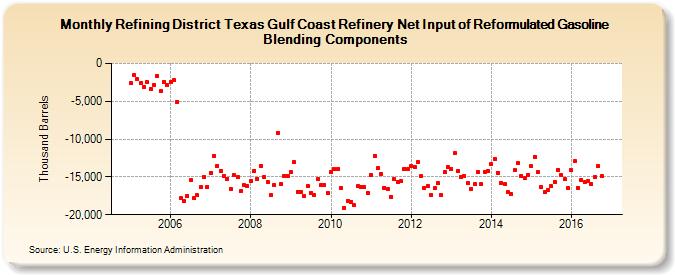 Monthly Refining District Texas Gulf Coast Refinery Net Input of Reformulated Gasoline
Blending Components
Thousand Barrels
0
-5,000
-10,000
-15,000
-20,000
2006
2008
2010
2012
2014
2016
Source: U.S. Energy Information Administration